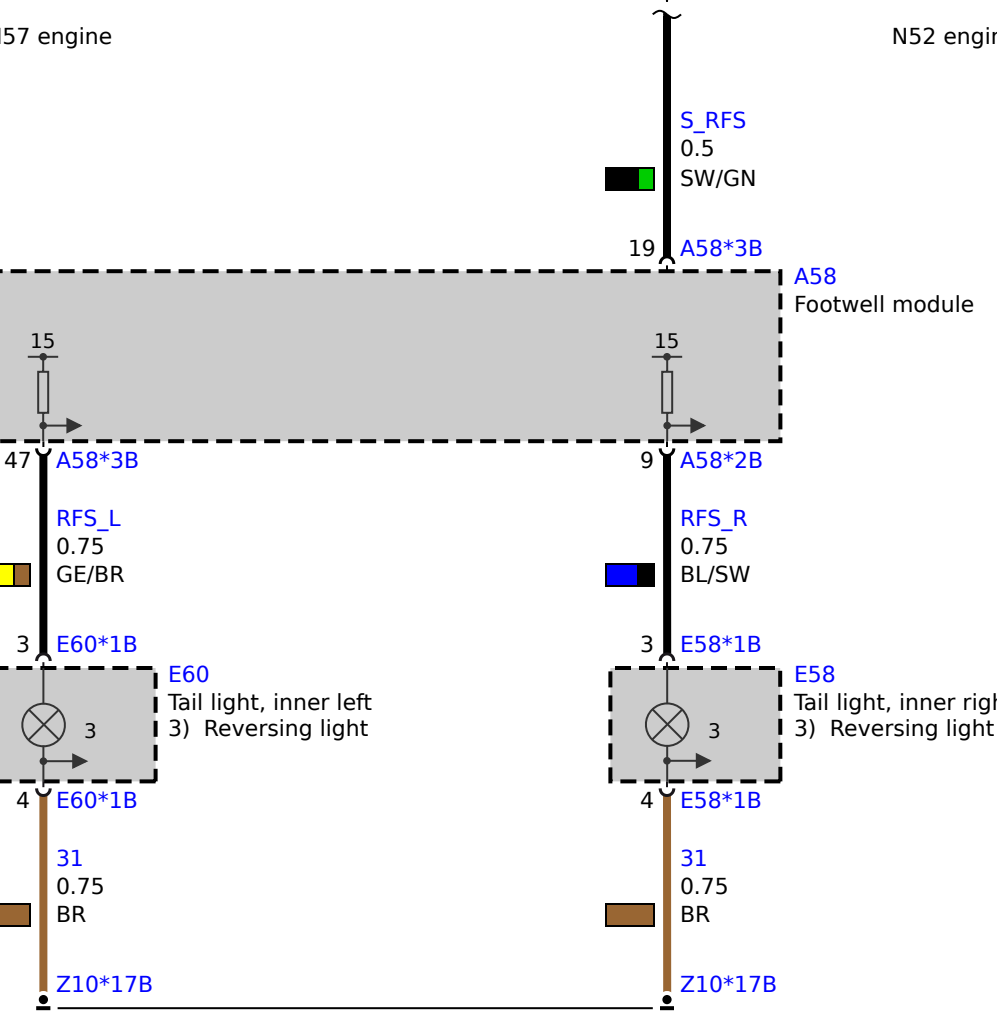 57 engine
N52
S_RFS
0.5
SW/GN
19 A58*3B
A58
Footwell module
15
15
47 A58*3B
9 A58*2B
RFS_L
0.75
GE/BR
RFS_R
0.75
BL/SW
3 E60*1B
3 E58*1B
E60
Tail light, inner left
3) Reversing light
3
E58
Tail light, inner
3) Reversing light
3
4 E60*1B
4 E58*1B
31
0.75
BR
31
0.75
BR
Z10*17B
Z10*17B